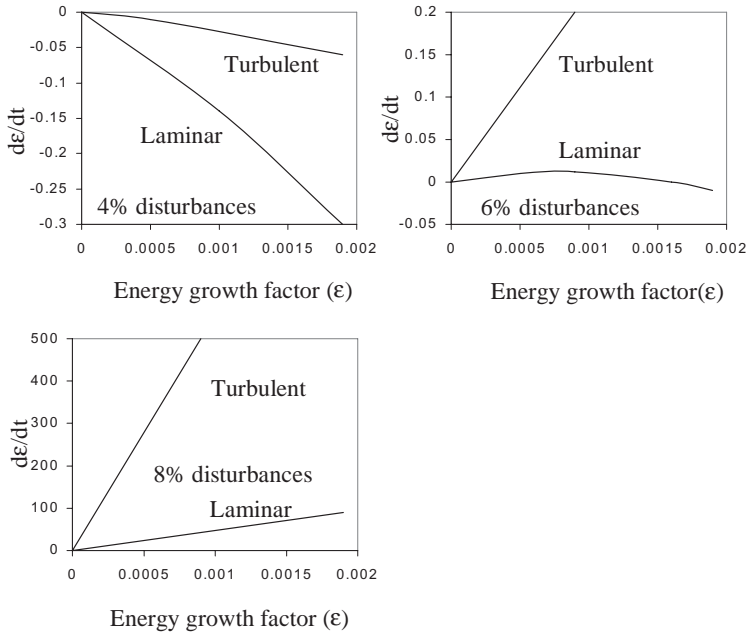 0
-0.05
-0.1
-0.15
-0.2
-0.25
-0.3
dε/dt
Turbulent
Laminar
4% disturbances
0 0.0005 0.001 0.0015 0.002
Energy growth factor (ε)
0.2
0.15
0.1
0.05
0
-0.05
dε/dt
Turbulent
Laminar
6% disturbances
0 0.0005 0.001 0.0015 0.002
Energy growth factor(ε)
500
400
300
200
100
0
dε/dt
Turbulent
8% disturbances
Laminar
0 0.0005 0.001 0.0015 0.002
Energy growth factor (ε)